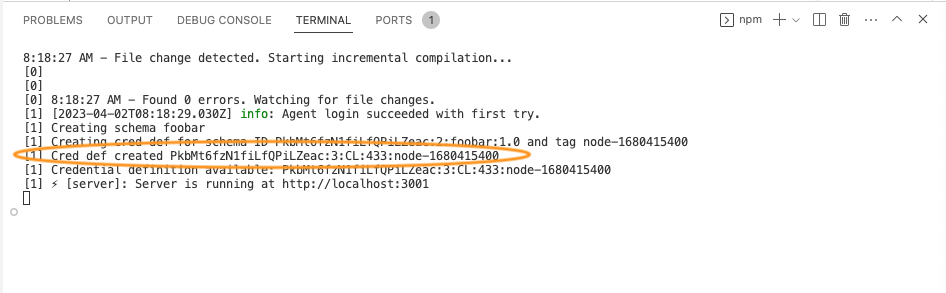 PROBLEMS OUTPUT DEBUG CONSOLE TERMINAL PORTS 1 npm
8:18:27 AM – File change detected. Starting incremental compilation...
[0]
[0]
[0] 8:18:27 AM – Found 0 errors. Watching for file changes.
[1] [2023-04-02T08:18:29.030Z] info: Agent login succeeded with first try.
[1] Creating schema foobar
[1] Creating cred def for schema ID PkbMt6fzN1fiLfQPiLZeac:2:foobar:1.0 and tag node-1680415400
[1] Cred def created PkbMt6fzN1fiLfQPiLZeac:3:CL:433:node-1680415400
[1] Credential definition available: PkbMt6fzN1fiLfQPiLZeac:3:CL:433:node-1680415400
[1] ⚡ [server]: Server is running at http://localhost:3001